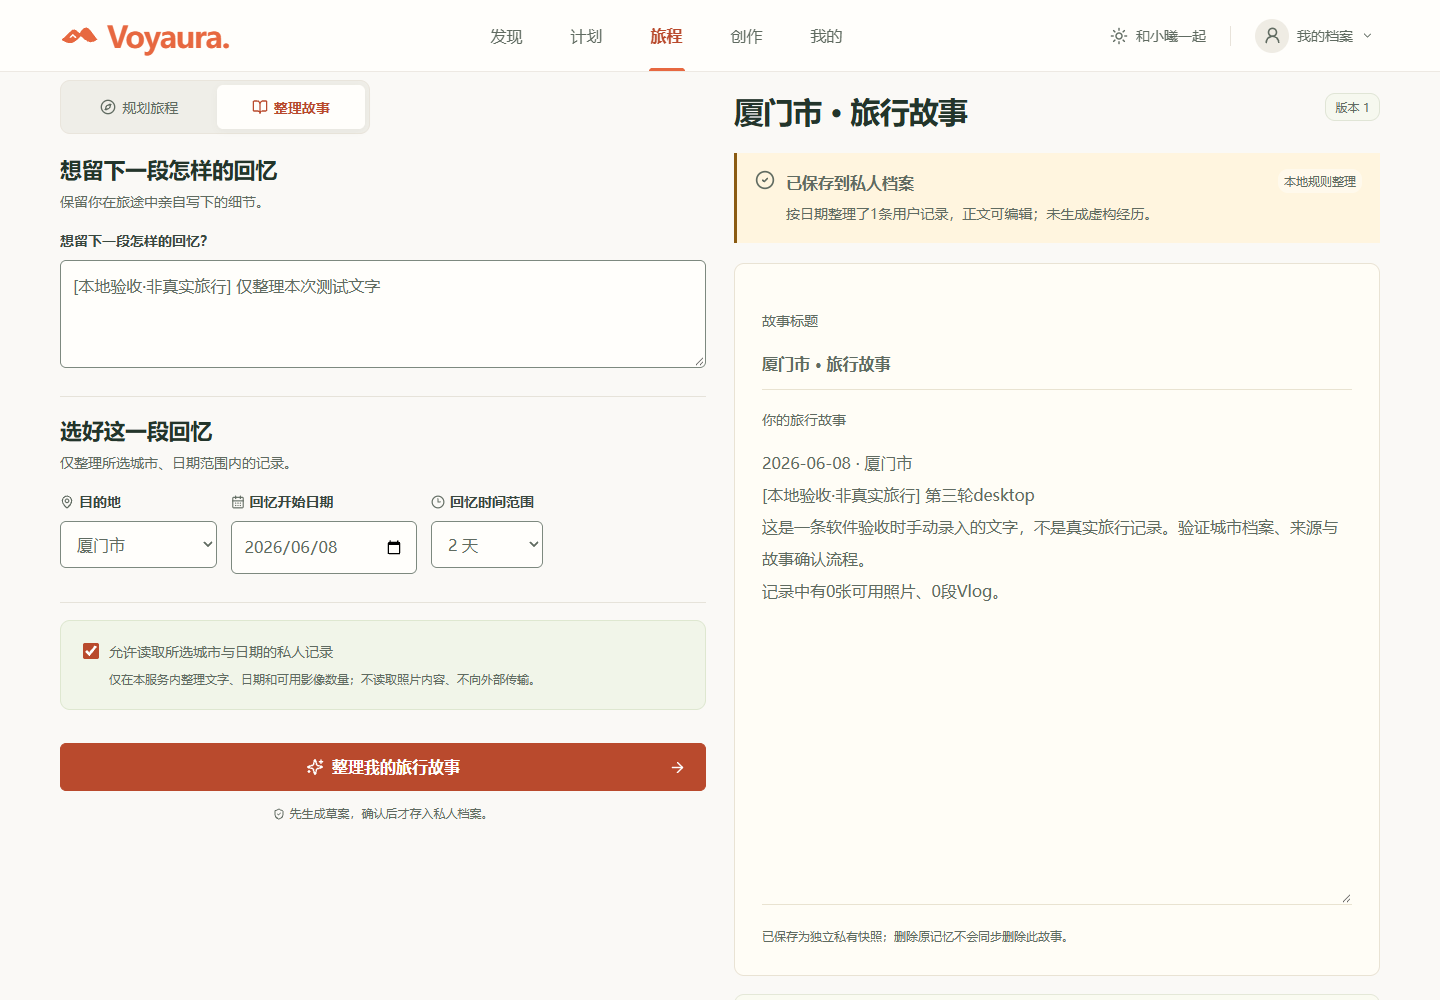 Voyaura.
发现
计划
旅程
创作
我的
和小曦一起
我的档案
规划旅程
整理故事
想留下一段怎样的回忆
保留你在旅途中亲自写下的细节。
想留下一段怎样的回忆？
[本地验收·非真实旅行] 仅整理本次测试文字
选好这一段回忆
仅整理所选城市、日期范围内的记录。
目的地
回忆开始日期
回忆时间范围
厦门市
2026/06/08
2 天
允许读取所选城市与日期的私人记录
仅在本服务内整理文字、日期和可用影像数量；不读取照片内容、不向外部传输。
整理我的旅行故事
先生成草案，确认后才存入私人档案。
厦门市 • 旅行故事
版本 1
已保存到私人档案
本地规则整理
按日期整理了1条用户记录，正文可编辑；未生成虚构经历。
故事标题
厦门市 • 旅行故事
你的旅行故事
2026-06-08 · 厦门市
[本地验收·非真实旅行] 第三轮desktop
这是一条软件验收时手动录入的文字，不是真实旅行记录。验证城市档案、来源与
故事确认流程。
记录中有0张可用照片、0段Vlog。
已保存为独立私有快照；删除原记忆不会同步删除此故事。